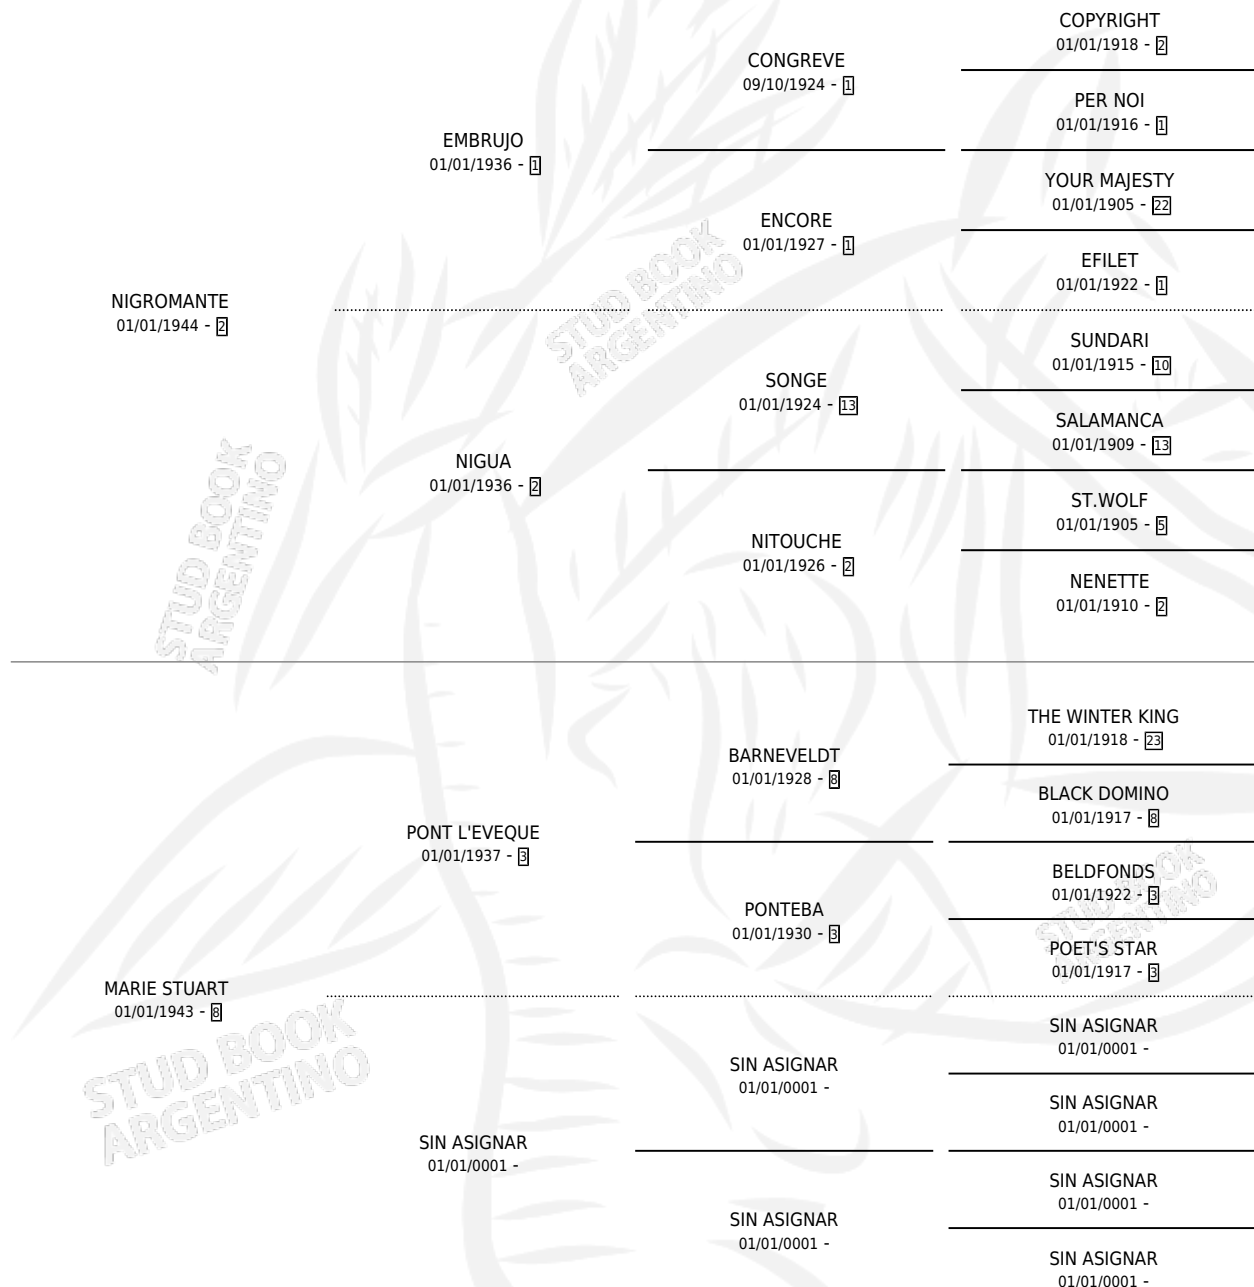 COPYRIGHT
01/01/1918 - 2
CONGREVE
09/10/1924 - 1
PER NOI
01/01/1916 - 1
EMBRUJO
01/01/1936 - 1
YOUR MAJESTY
01/01/1905 - 22
ENCORE
01/01/1927 - 1
EFILET
01/01/1922 - 1
NIGROMANTE
01/01/1944 - 2
SUNDARI
01/01/1915 - 10
SONGE
01/01/1924 - 13
SALAMANCA
01/01/1909 - 13
NIGUA
01/01/1936 - 2
ST.WOLF
01/01/1905 - 5
NITOUCHE
01/01/1926 - 2
NENETTE
01/01/1910 - 2
THE WINTER KING
01/01/1918 - 23
BARNEVELDT
01/01/1928 - 8
BLACK DOMINO
01/01/1917 - 8
PONT L'EVEQUE
01/01/1937 - 3
BELDFONDS
01/01/1922 - 3
PONTEBA
01/01/1930 - 3
POET'S STAR
01/01/1917 - 3
MARIE STUART
01/01/1943 - 8
SIN ASIGNAR
01/01/0001 -
SIN ASIGNAR
01/01/0001 -
SIN ASIGNAR
01/01/0001 -
SIN ASIGNAR
01/01/0001 -
SIN ASIGNAR
01/01/0001 -
SIN ASIGNAR
01/01/0001 -
SIN ASIGNAR
01/01/0001 -
STUD BOOK
ARGENTINO
STUD BOOK
ARGENTINO
STUD BOOK
ARGENTINO
STUD BOOK
ARGENTINO